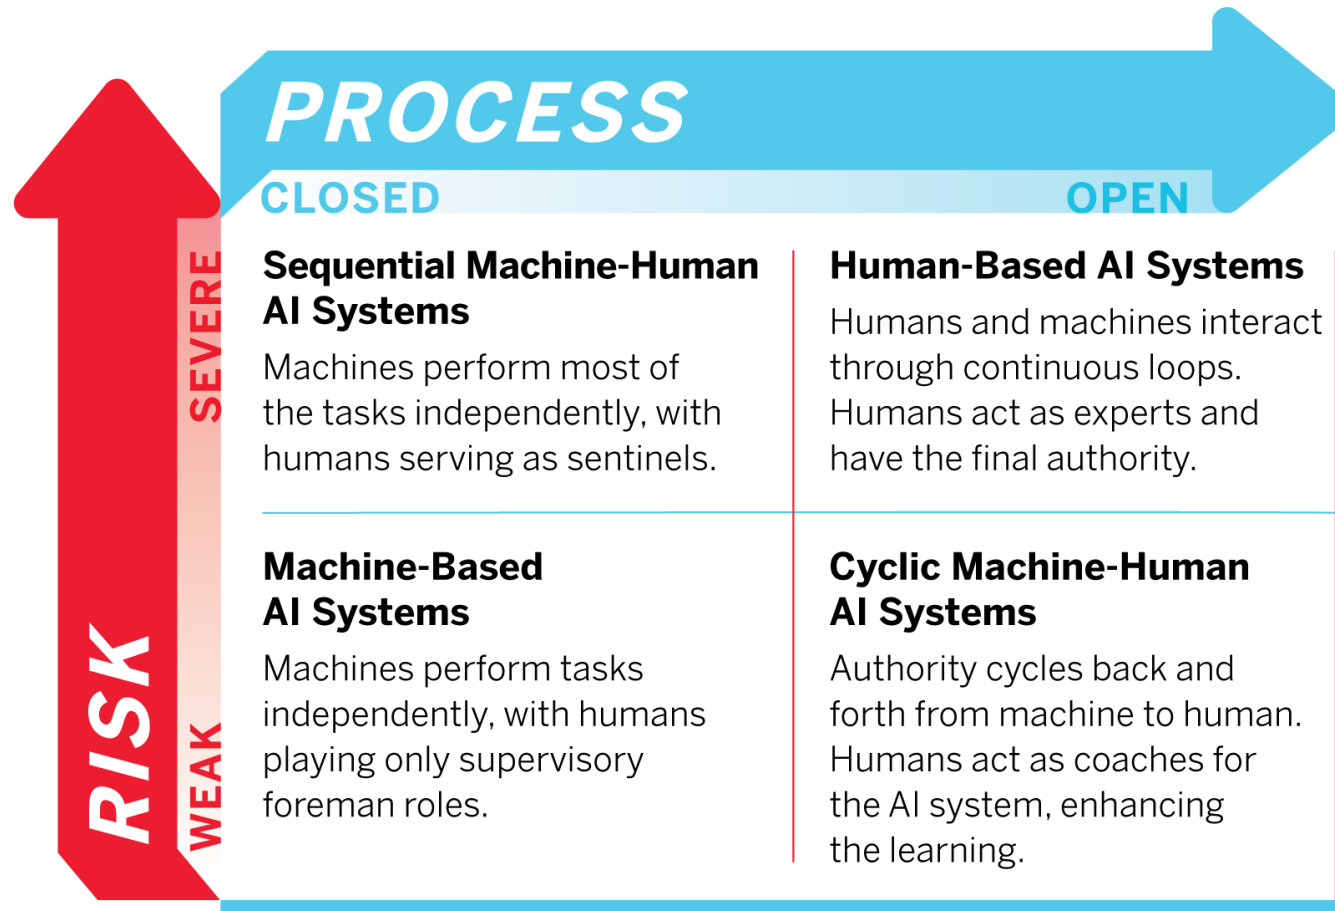 PROCESS
CLOSED
OPEN
RISK
SEVERE
WEAK
Sequential Machine-Human
AI Systems
Machines perform most of
the tasks independently, with
humans serving as sentinels.
Human-Based AI Systems
Humans and machines interact
through continuous loops.
Humans act as experts and
have the final authority.
Machine-Based
AI Systems
Machines perform tasks
independently, with humans
playing only supervisory
foreman roles.
Cyclic Machine-Human
AI Systems
Authority cycles back and
forth from machine to human.
Humans act as coaches for
the AI system, enhancing
the learning.